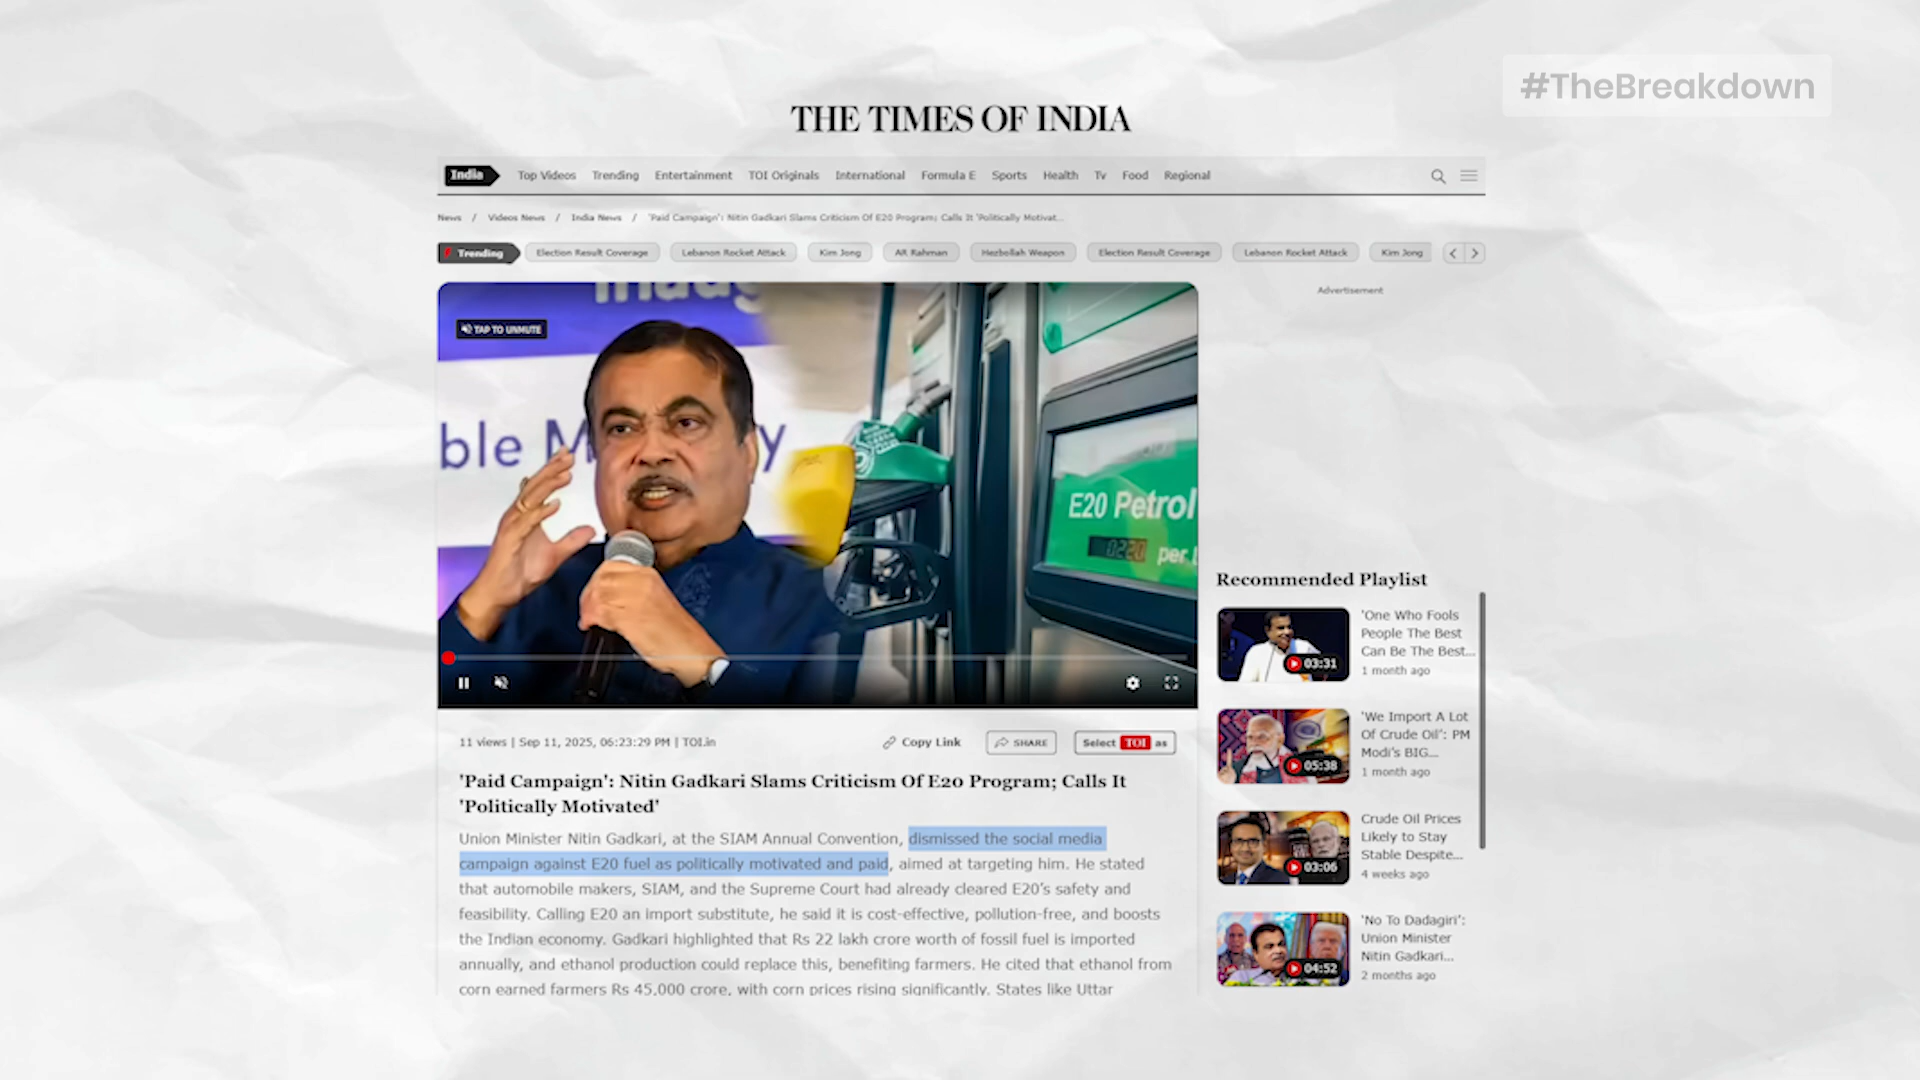 #TheBreakdown
THE TIMES OF INDIA
India Top Videos Trending Entertainment TOI Originals International Formula E Sports Health Tv Food Regional
News / Videos News / India News / 'Paid Campaign': Nitin Gadkari Slams Criticism Of E20 Program; Calls It 'Politically Motivat...
Trending Election Result Coverage Lebanon Rocket Attack Kim Jong AR Rahman Hezbollah Weapon Election Result Coverage Lebanon Rocket Attack Kim Jong
Advertisement
TAP TO UNMUTE
ble M y
E20 Petrol
0220 per
11 views | Sep 11, 2025, 06:23:29 PM | TOI.in
Copy Link
SHARE
Select TOI as
'Paid Campaign': Nitin Gadkari Slams Criticism Of E20 Program; Calls It
'Politically Motivated'
Union Minister Nitin Gadkari, at the SIAM Annual Convention, dismissed the social media
campaign against E20 fuel as politically motivated and paid, aimed at targeting him. He stated
that automobile makers, SIAM, and the Supreme Court had already cleared E20's safety and
feasibility. Calling E20 an import substitute, he said it is cost-effective, pollution-free, and boosts
the Indian economy. Gadkari highlighted that Rs 22 lakh crore worth of fossil fuel is imported
annually, and ethanol production could replace this, benefiting farmers. He cited that ethanol from
corn earned farmers Rs 45,000 crore, with corn prices rising significantly. States like Uttar
Recommended Playlist
'One Who Fools
People The Best
Can Be The Best...
1 month ago
03:31
'We Import A Lot
Of Crude Oil': PM
Modi's BIG...
1 month ago
05:38
Crude Oil Prices
Likely to Stay
Stable Despite...
4 weeks ago
03:06
'No To Dadagiri':
Union Minister
Nitin Gadkari...
2 months ago
04:52